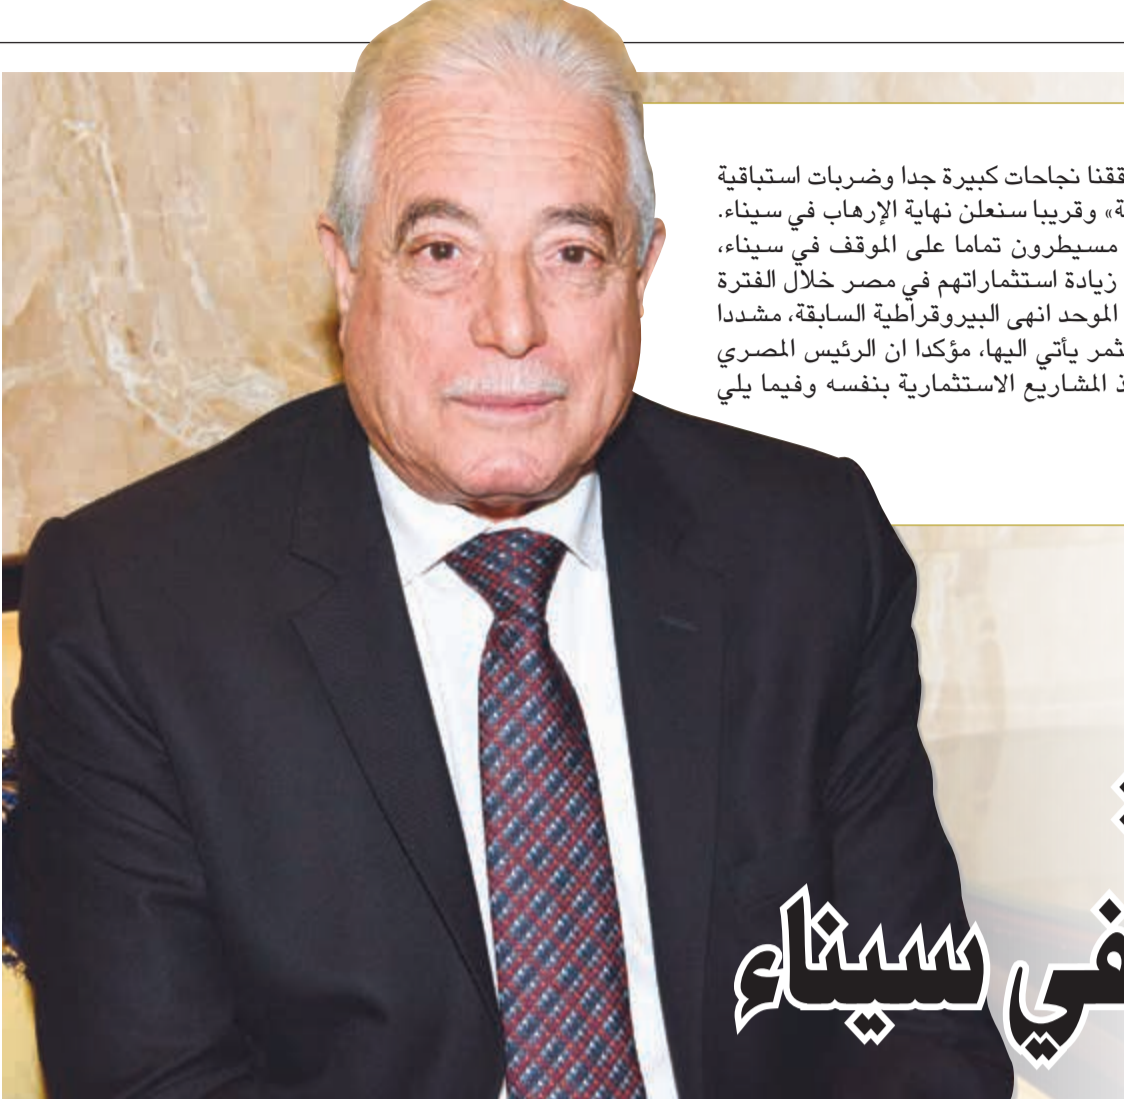 ققنا نجاحات كبيرة جدا وضربات استباقية
ة» وقريبا سنعلن نهاية الإرهاب في سيناء.
مسيطرون تماما على الموقف في سيناء،
زيادة استثماراتهم في مصر خلال الفترة
الموحد انهى البيروقراطية السابقة، مشددا
ثمر يأتي اليها، مؤكدا ان الرئيس المصري
ذ المشاريع الاستثمارية بنفسه وفيما يلي
في سيناء